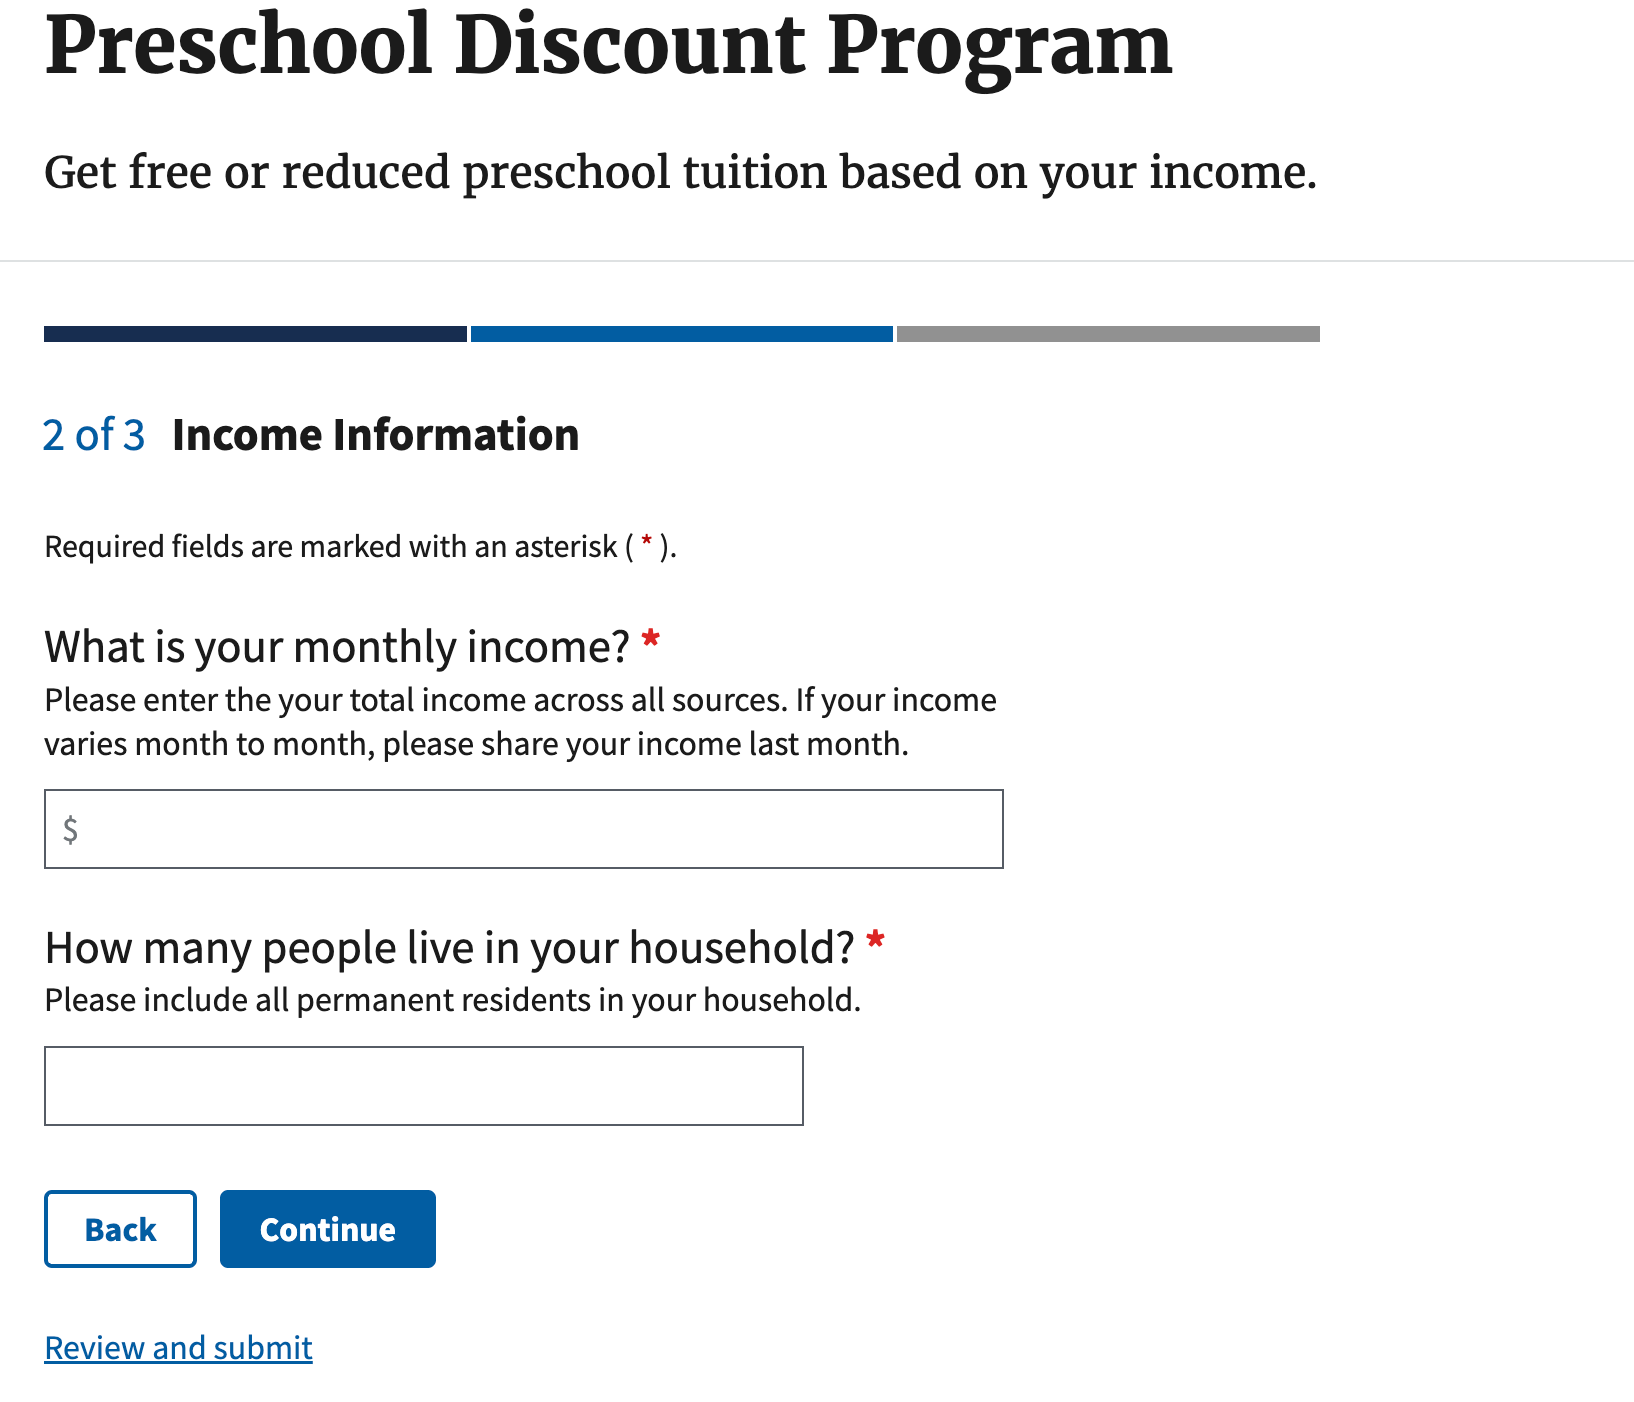 Preschool Discount Program
Get free or reduced preschool tuition based on your income.
2 of 3 Income Information
Required fields are marked with an asterisk ( * ).
What is your monthly income? *
Please enter the your total income across all sources. If your income
varies month to month, please share your income last month.
$
How many people live in your household? *
Please include all permanent residents in your household.
Back Continue
Review and submit